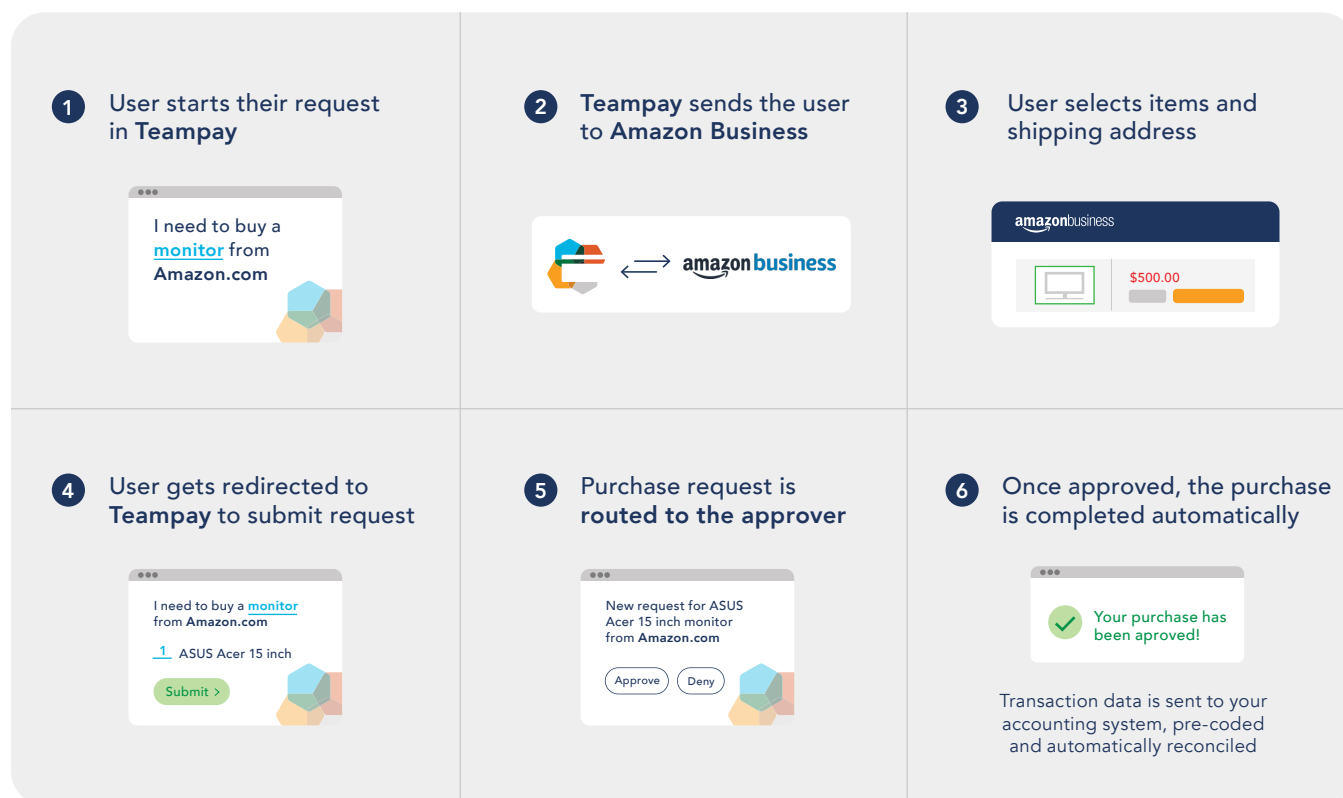 1
User starts their request
in Teampay
I need to buy a
monitor from
Amazon.com
2
Teampay sends the user
to Amazon Business
amazon business
3
User selects items and
shipping address
amazonbusiness
$500.00
4
User gets redirected to
Teampay to submit request
I need to buy a monitor
from Amazon.com
1 ASUS Acer 15 inch
Submit >
5
Purchase request is
routed to the approver
New request for ASUS
Acer 15 inch monitor
from Amazon.com
Approve Deny
6
Once approved, the purchase
is completed automatically
Your purchase has
been aproved!
Transaction data is sent to your
accounting system, pre-coded
and automatically reconciled